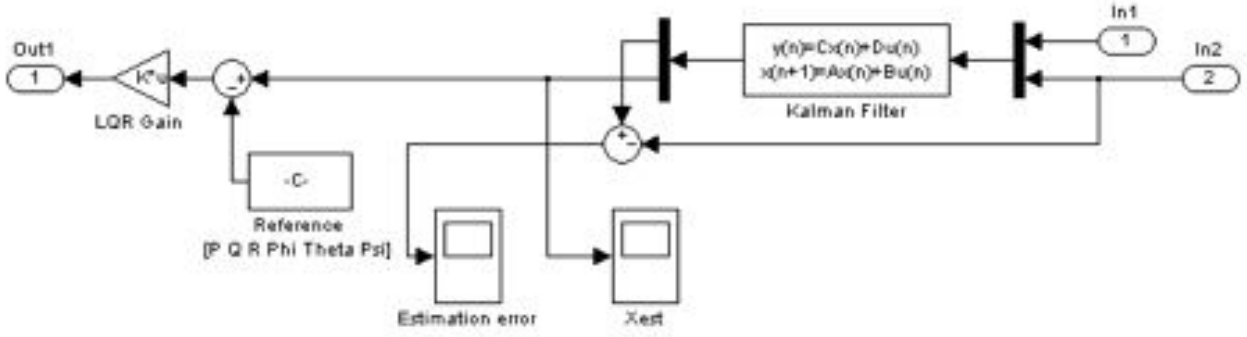 In1
1
In2
2
y(n)=Cx(n)+Du(n)
x(n+1)=Ax(n)+Bu(n)
Kalman Filter
Out1
1
K*u
LQR Gain
+
−
+
−
-C-
Reference
[P Q R Phi Theta Psi]
Estimation error
Xest